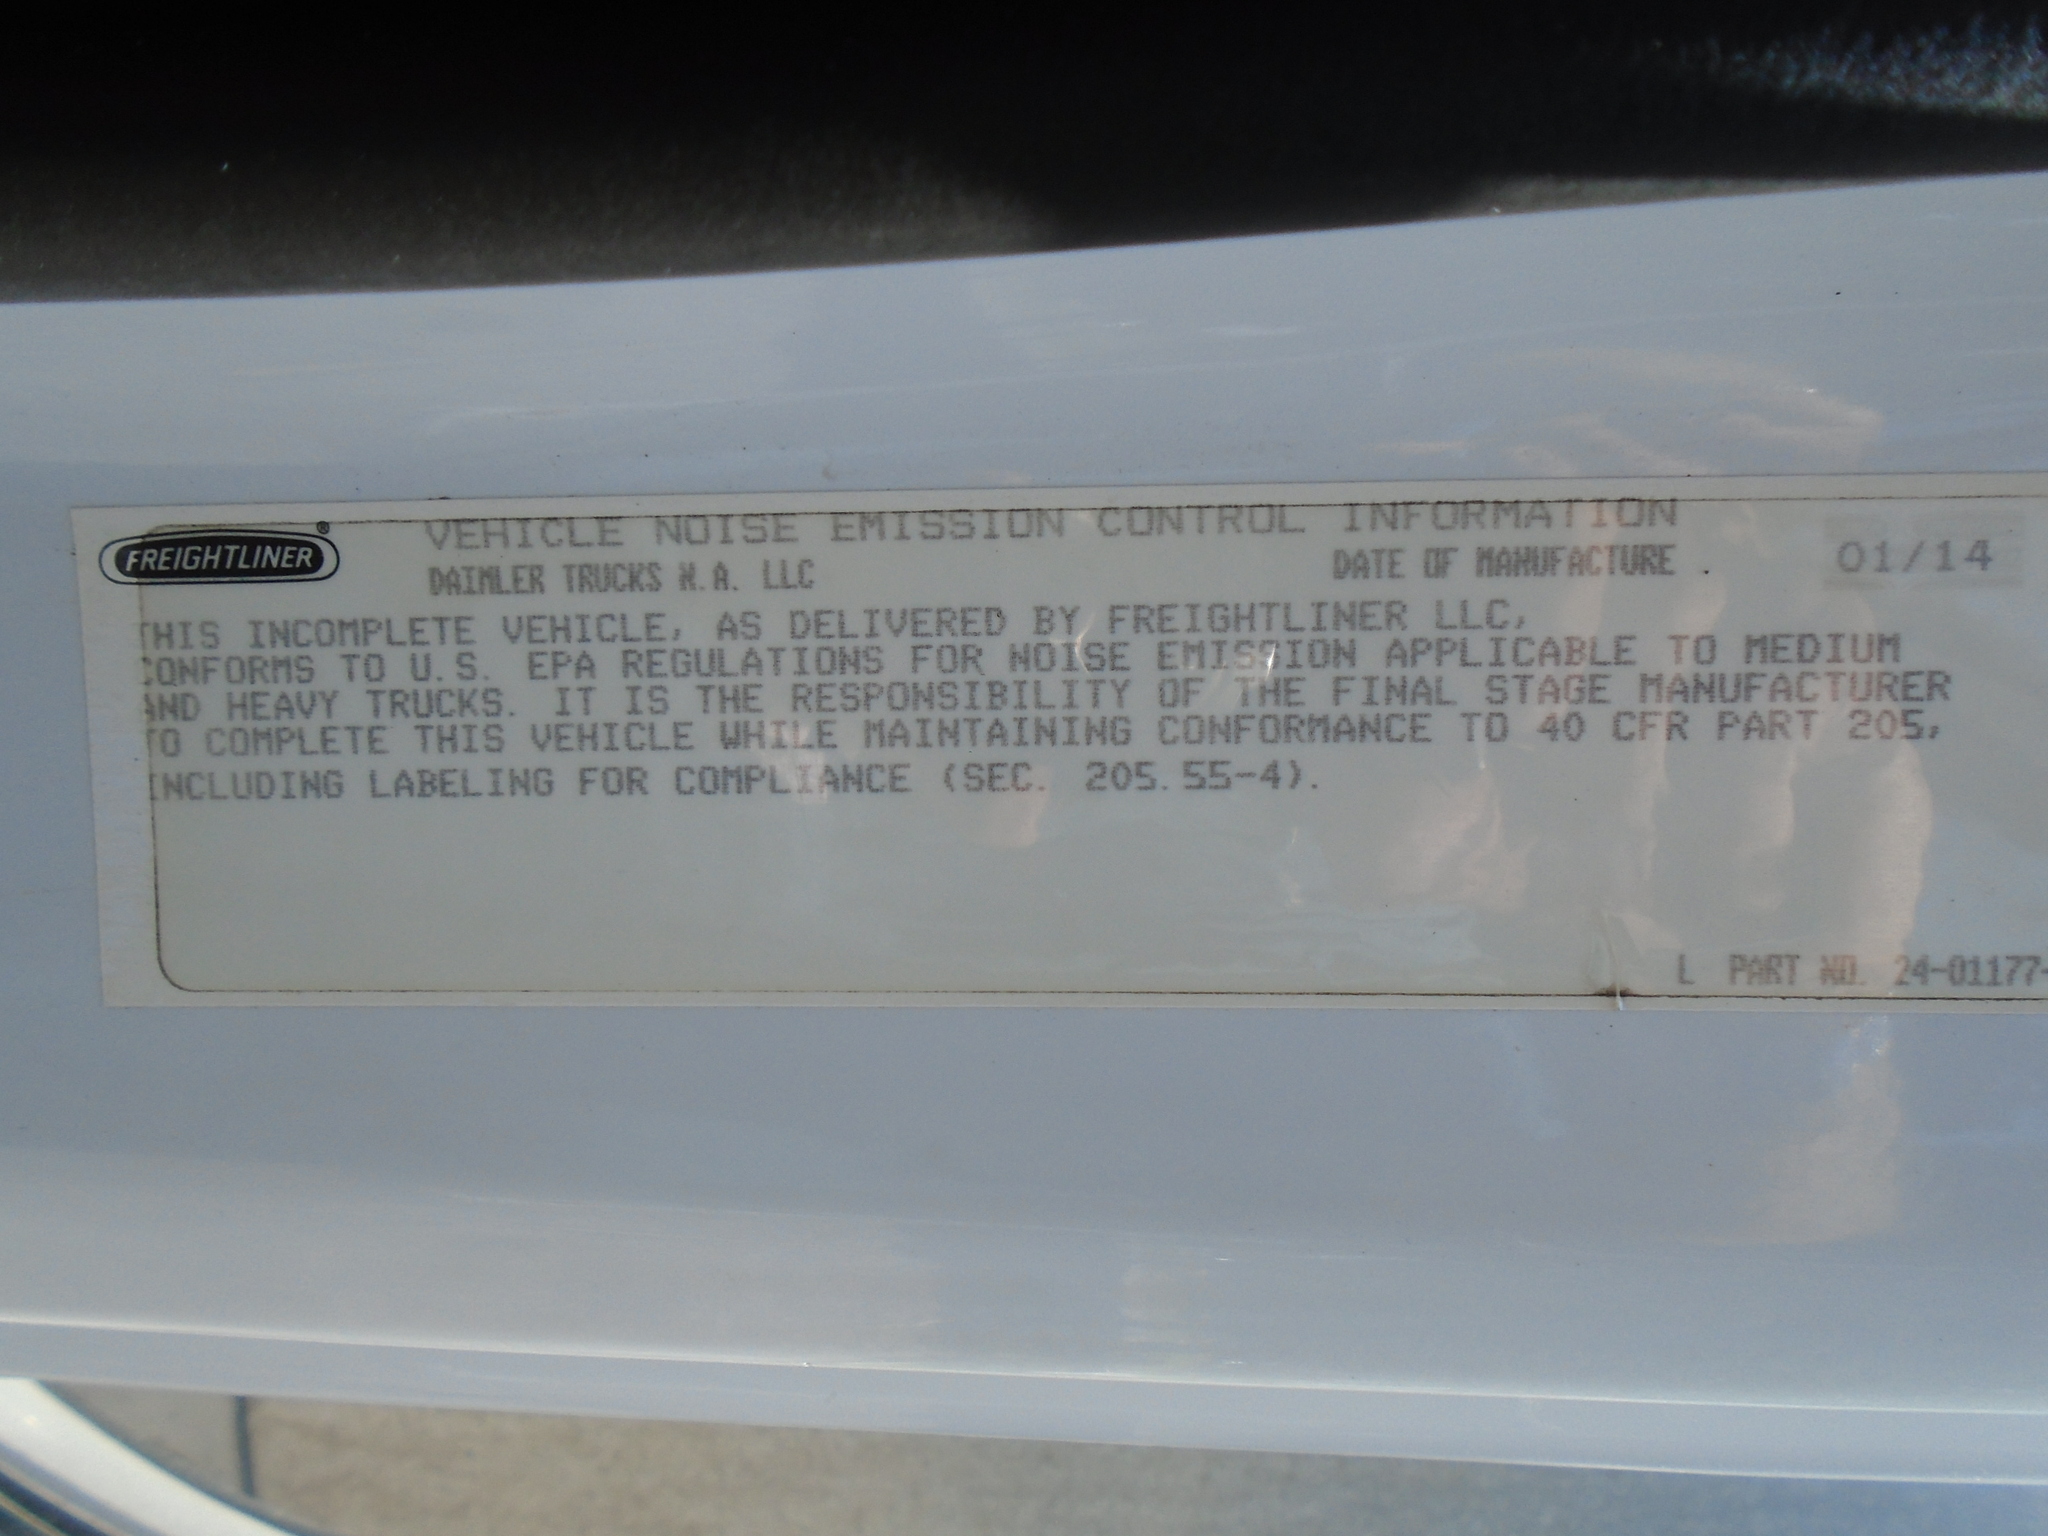 FREIGHTLINER®
VEHICLE NOISE EMISSION CONTROL INFORMATION
DAIMLER TRUCKS N.A. LLC DATE OF MANUFACTURE . 01/14
THIS INCOMPLETE VEHICLE, AS DELIVERED BY FREIGHTLINER LLC,
CONFORMS TO U.S. EPA REGULATIONS FOR NOISE EMISSION APPLICABLE TO MEDIUM
AND HEAVY TRUCKS. IT IS THE RESPONSIBILITY OF THE FINAL STAGE MANUFACTURER
TO COMPLETE THIS VEHICLE WHILE MAINTAINING CONFORMANCE TO 40 CFR PART 205,
INCLUDING LABELING FOR COMPLIANCE (SEC. 205.55-4).
L PART NO. 24-01177-